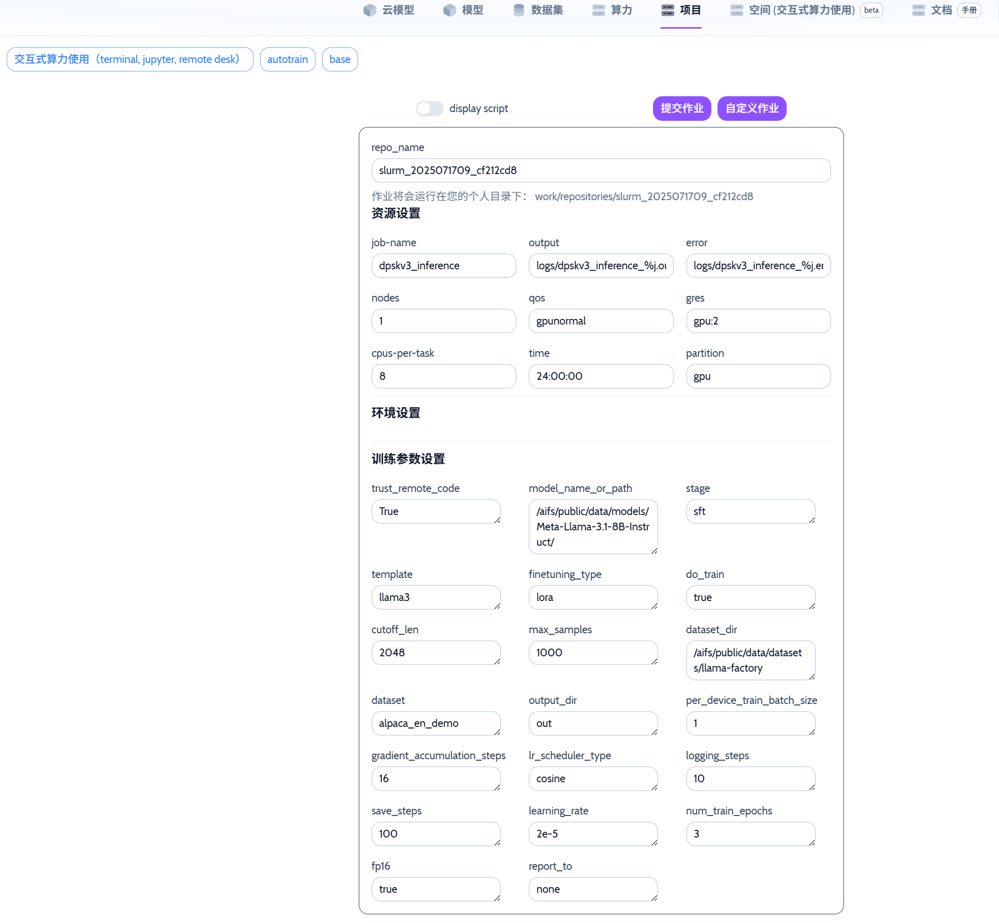 云模型
模型
数据集
算力
项目
空间 (交互式算力使用) beta
文档 手册
交互式算力使用（terminal, jupyter, remote desk）
autotrain
base
display script
提交作业
自定义作业
repo_name
slurm_2025071709_cf212cd8
作业将会运行在您的个人目录下： work/repositories/slurm_2025071709_cf212cd8
资源设置
job-name
output
error
dpskv3_inference
logs/dpskv3_inference_%j.ou
logs/dpskv3_inference_%j.er
nodes
qos
gres
1
gpunormal
gpu:2
cpus-per-task
time
partition
8
24:00:00
gpu
环境设置
训练参数设置
trust_remote_code
model_name_or_path
stage
True
/aifs/public/data/models/
Meta-Llama-3.1-8B-Instr
uct/
sft
template
finetuning_type
do_train
llama3
lora
true
cutoff_len
max_samples
dataset_dir
2048
1000
/aifs/public/data/dataset
s/llama-factory
dataset
output_dir
per_device_train_batch_size
alpaca_en_demo
out
1
gradient_accumulation_steps
lr_scheduler_type
logging_steps
16
cosine
10
save_steps
learning_rate
num_train_epochs
100
2e-5
3
fp16
report_to
true
none